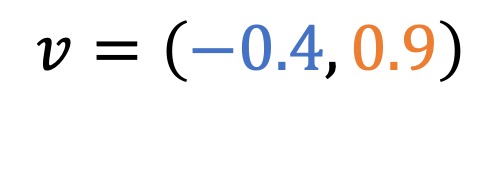 v = (−0.4, 0.9)